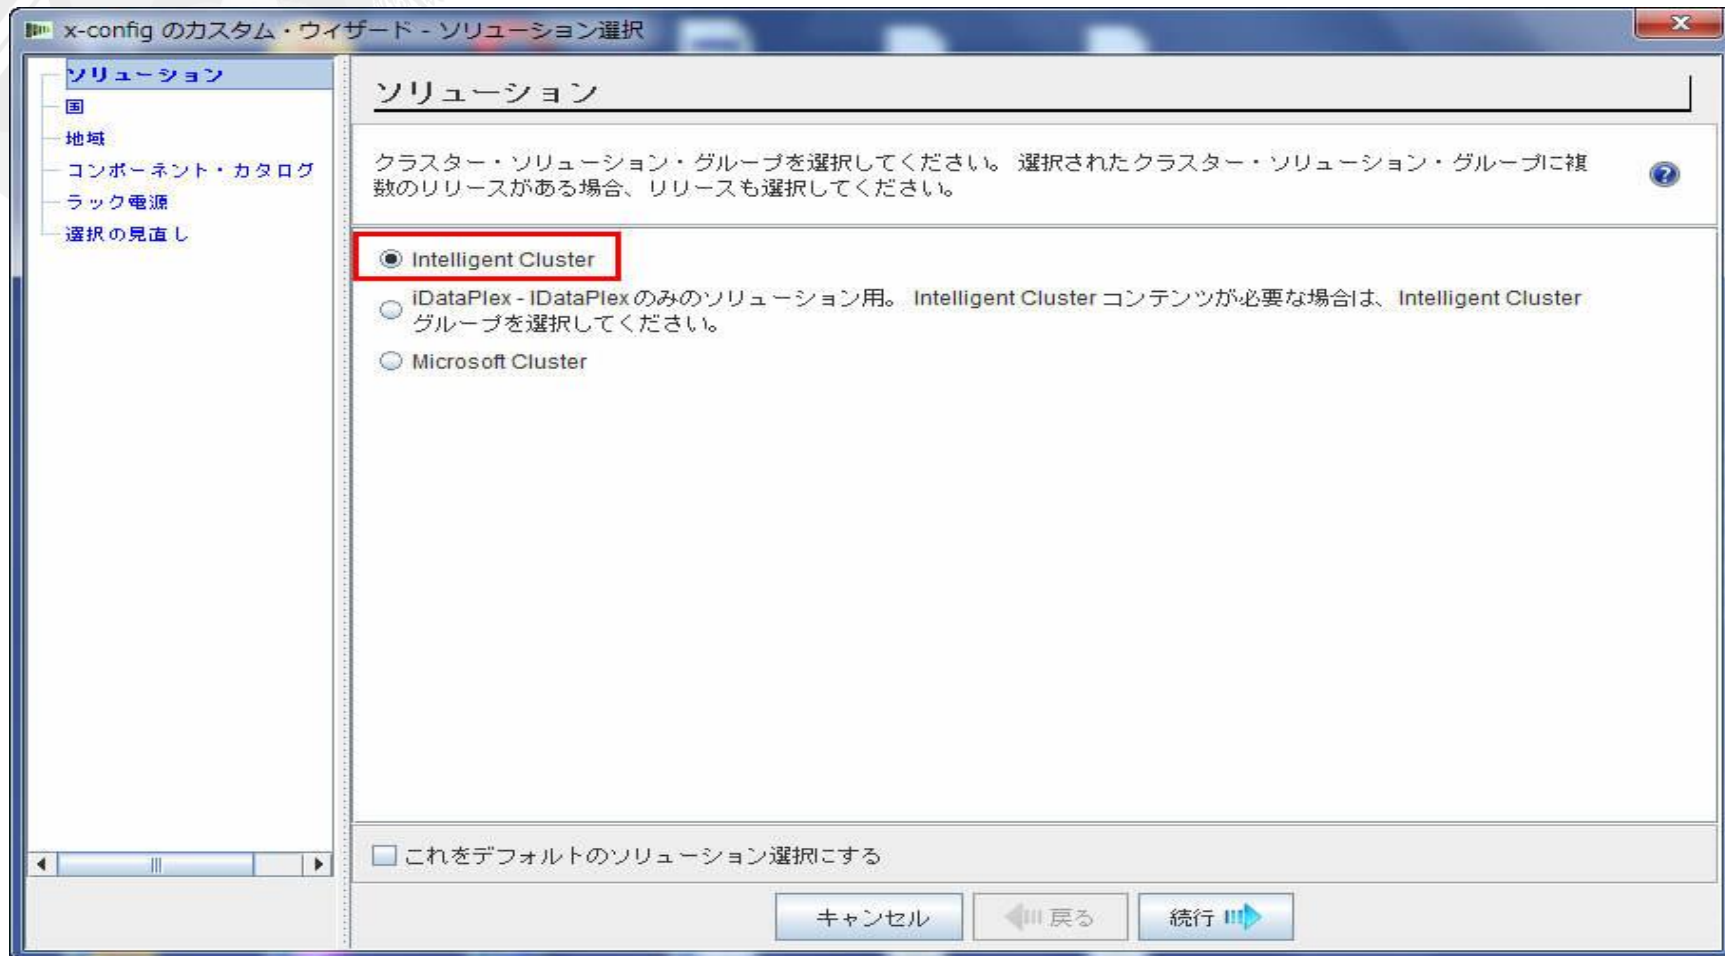 x-config のカスタム・ウィザード - ソリューション選択
ソリューション
国
地域
コンポーネント・カタログ
ラック電源
選択の見直し
ソリューション
クラスター・ソリューション・グループを選択してください。 選択されたクラスター・ソリューション・グループに複
数のリリースがある場合、リリースも選択してください。
Intelligent Cluster
iDataPlex - IDataPlex のみのソリューション用。 Intelligent Cluster コンテンツが必要な場合は、Intelligent Cluster
グループを選択してください。
Microsoft Cluster
これをデフォルトのソリューション選択にする
キャンセル
戻る
続行